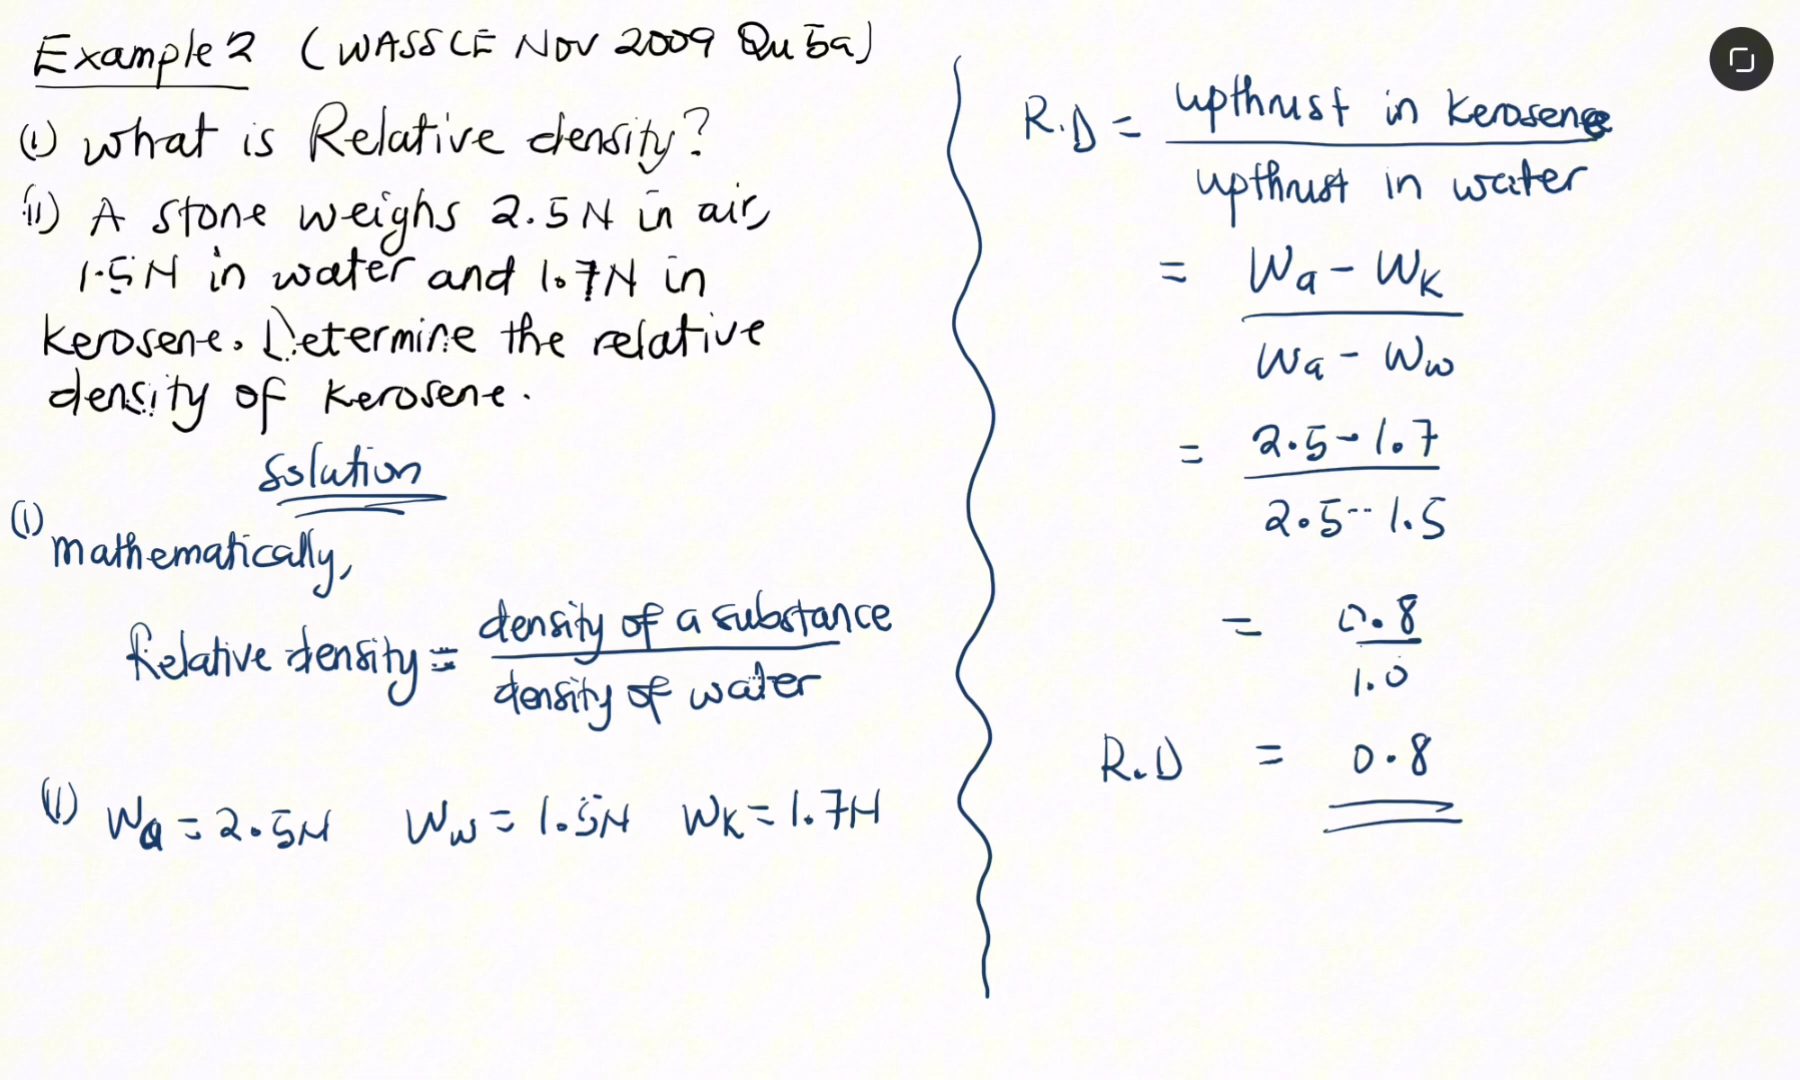 Example 2 (WASSCE Nov 2009 Qu 5a)
(i) what is Relative density?
(ii) A stone weighs 2.5N in air,
1.5N in water and 1.7N in
kerosene. Determine the relative
density of kerosene.
Solution
(i)
mathematically,
Relative density = density of a substance / density of water
(ii) Wa = 2.5N Ww = 1.5N WK = 1.7N
R.D = upthrust in kerosene / upthrust in water
= Wa - WK / Wa - Ww
= 2.5 - 1.7 / 2.5 - 1.5
= 0.8 / 1.0
R.D = 0.8